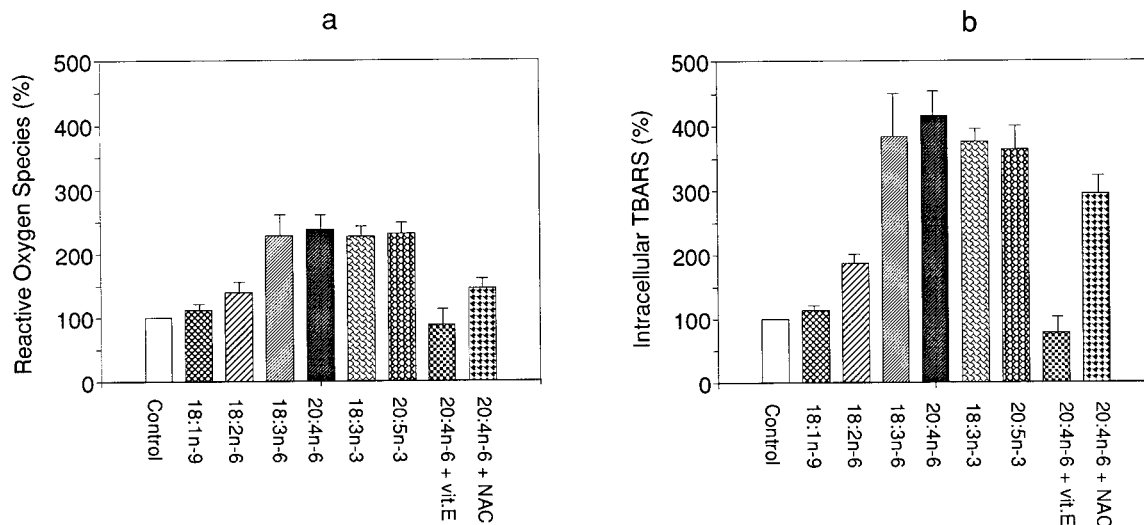 a
Reactive Oxygen Species (%)
500
400
300
200
100
0
Control
18:1n-9
18:2n-6
18:3n-6
20:4n-6
18:3n-3
20:5n-3
20:4n-6 + vit.E
20:4n-6 + NAC
b
Intracellular TBARS (%)
500
400
300
200
100
0
Control
18:1n-9
18:2n-6
18:3n-6
20:4n-6
18:3n-3
20:5n-3
20:4n-6 + vit.E
20:4n-6 + NAC